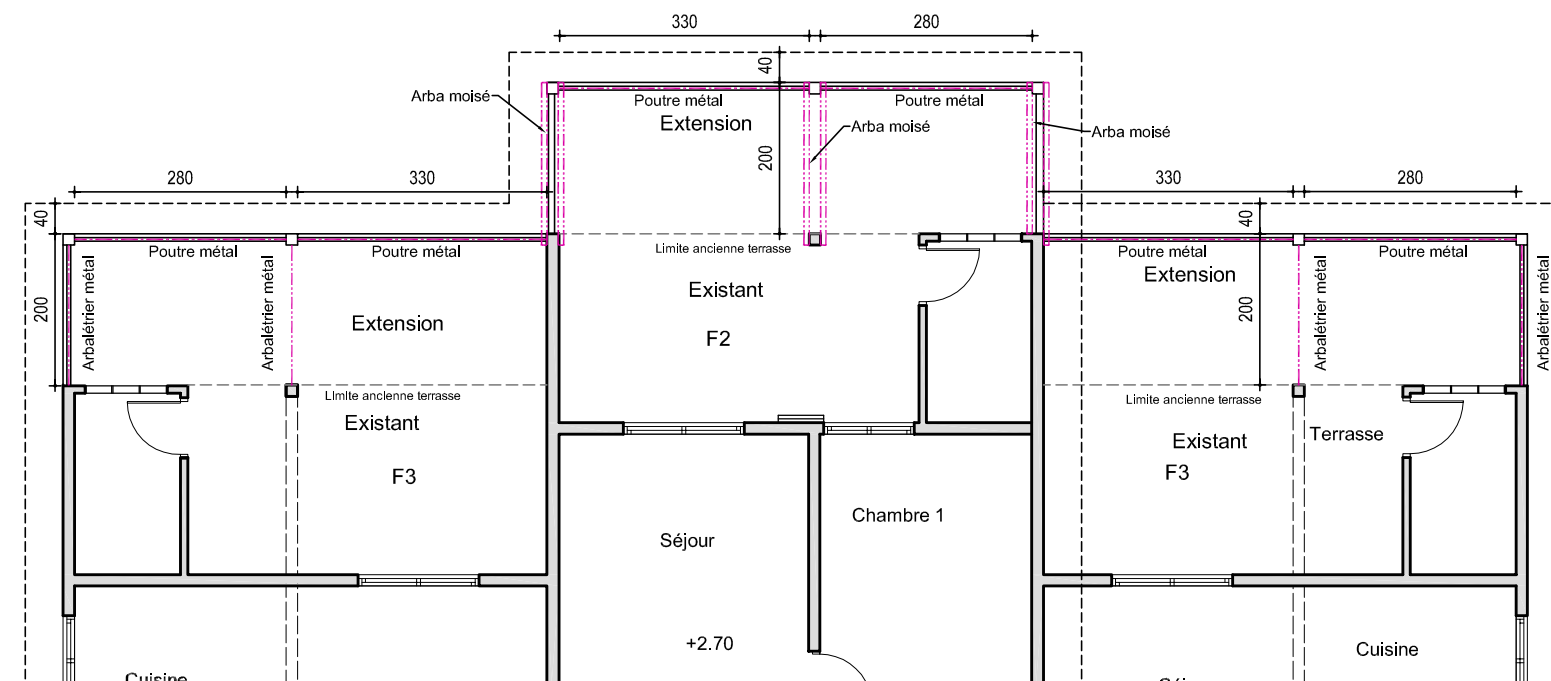 330
280
40
Arba moisé
Poutre métal
Poutre métal
Extension
Arba moisé
Arba moisé
200
280
330
330
280
40
40
Limite ancienne terrasse
Poutre métal
Poutre métal
Poutre métal
Poutre métal
Extension
200
Arbalétrier métal
Arbalétrier métal
Extension
Existant
F2
200
Arbalétrier métal
Arbalétrier métal
LImite ancienne terrasse
Limite ancienne terrasse
Existant
Existant
Terrasse
F3
F3
Séjour
Chambre 1
+2.70
Cuisine
Cuisine